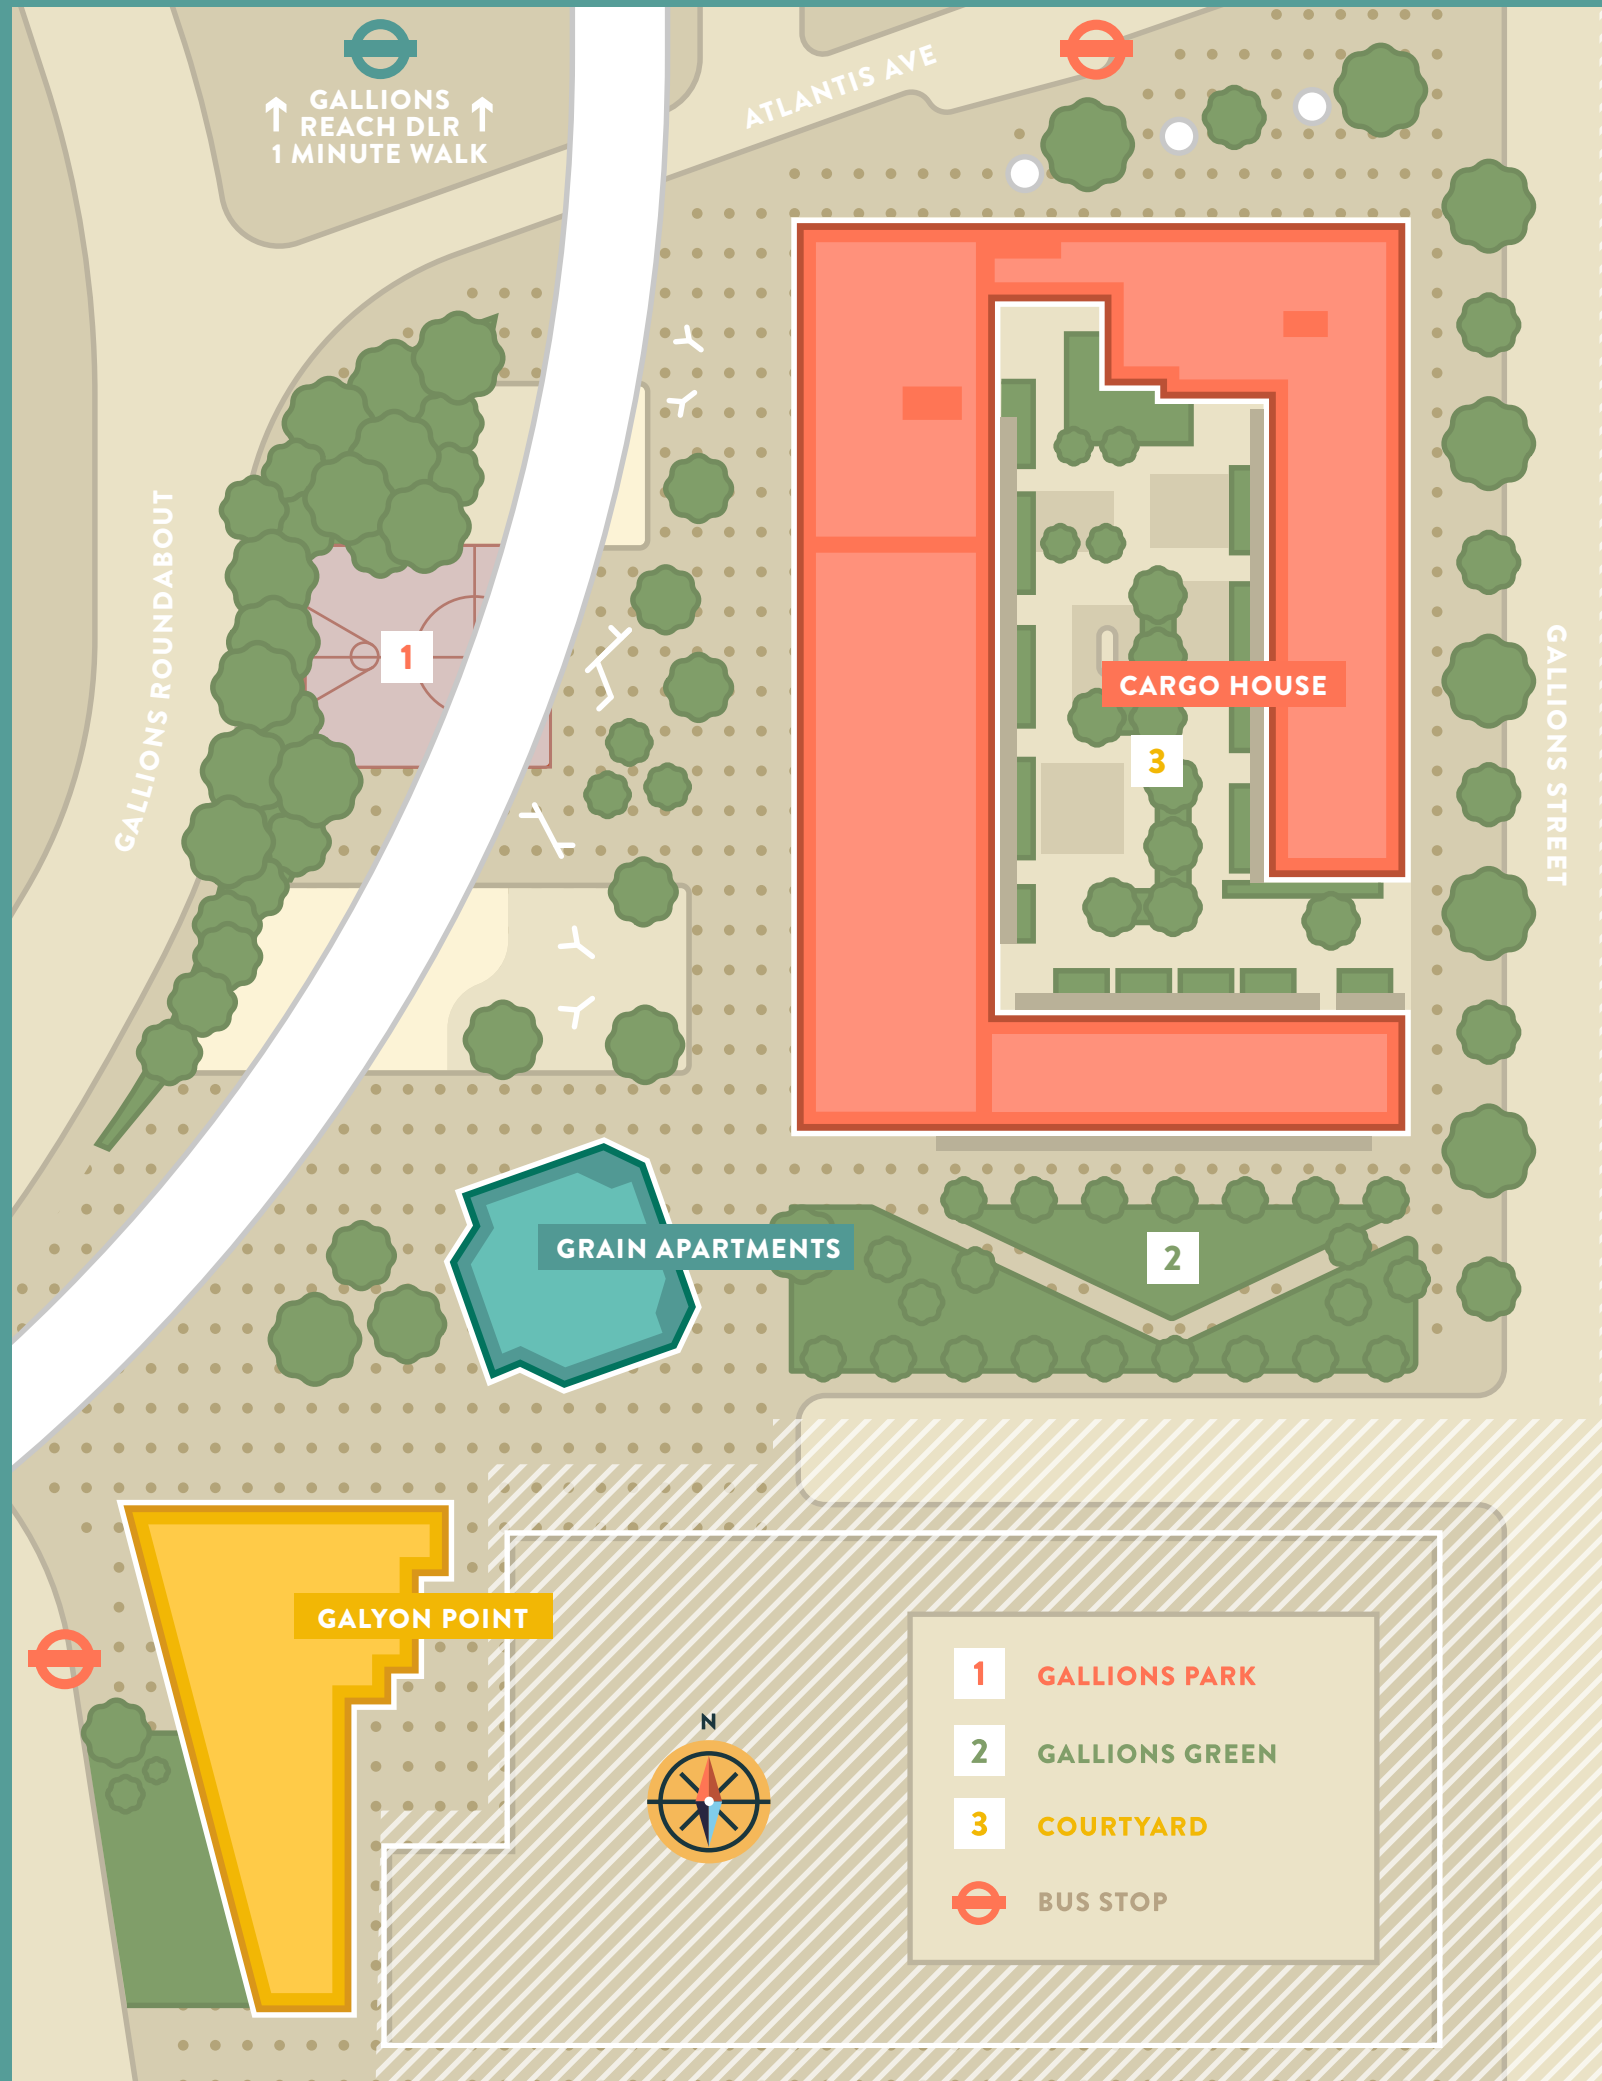 GALLIONS
REACH DLR
1 MINUTE WALK
ATLANTIS AVE
GALLIONS ROUNDABOUT
1
CARGO HOUSE
3
GALLIONS STREET
GRAIN APARTMENTS
2
GALYON POINT
N
1 GALLIONS PARK
2 GALLIONS GREEN
3 COURTYARD
BUS STOP